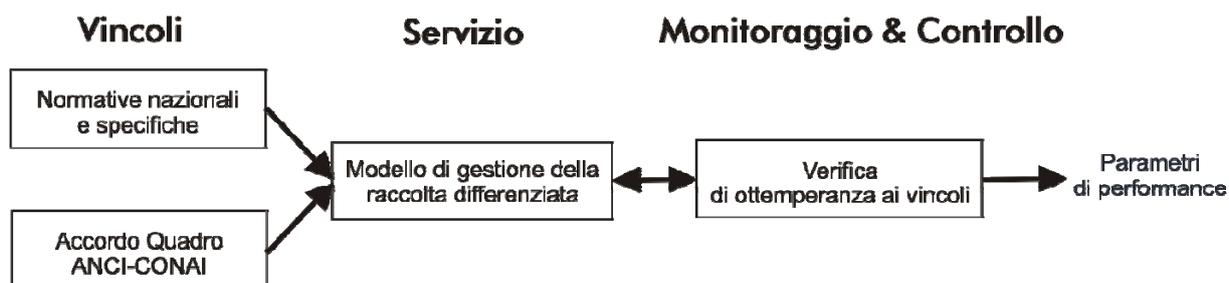 Vincoli
Servizio
Monitoraggio & Controllo
Normative nazionali
e specifiche
Modello di gestione della
raccolta differenziata
Verifica
di ottemperanza ai vincoli
Parametri
di performance
Accordo Quadro
ANCI-CONAI